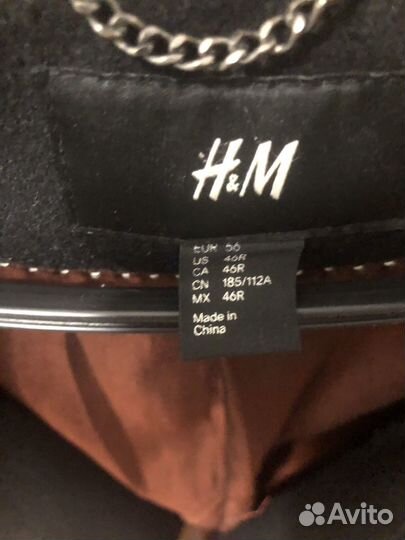 H&M
EUR 56
US 46R
CA 46R
CN 185/112A
MX 46R
Made in
China
Avito